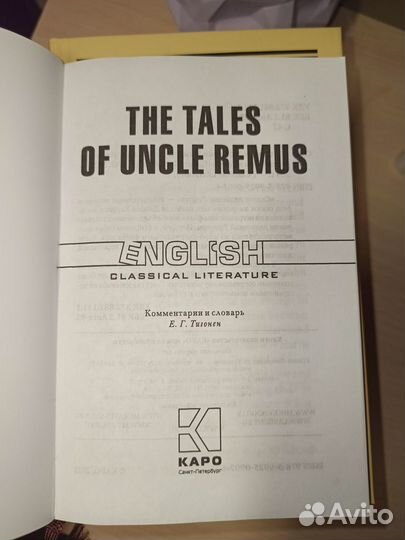 THE TALES
OF UNCLE REMUS
ENGLISH
CLASSICAL LITERATURE
Комментарии и словарь
Е. Г. Тигонен
КАРО
Санкт-Петербург
Avito